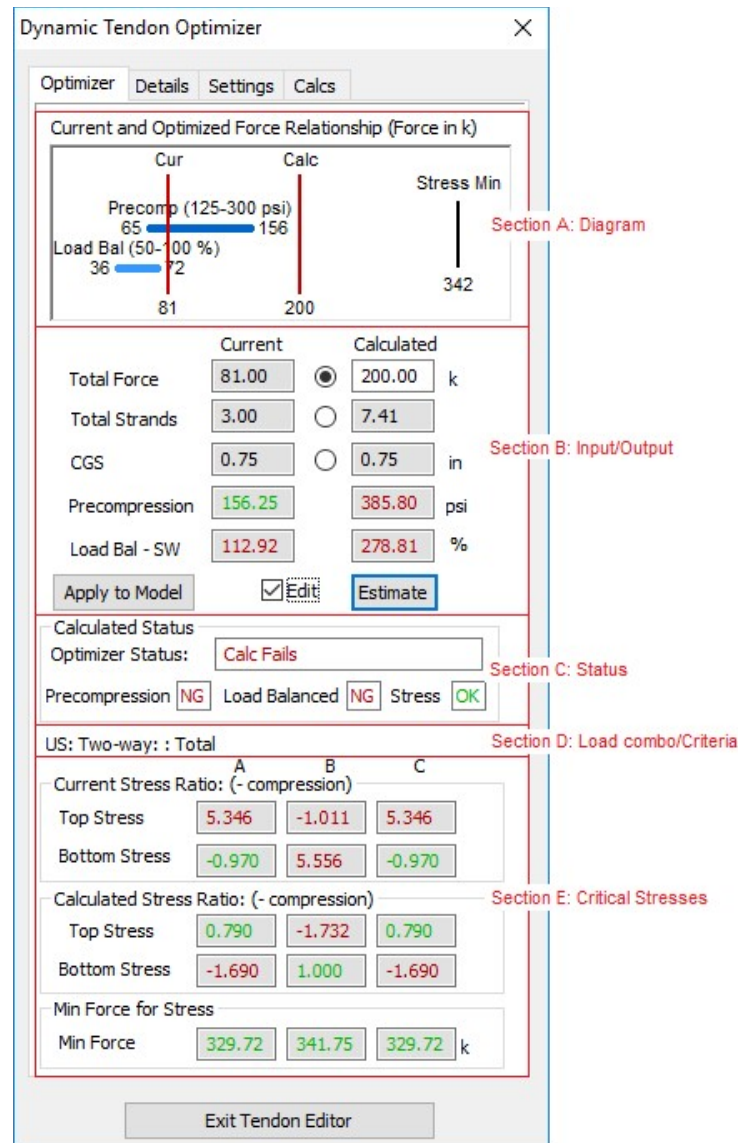 Dynamic Tendon Optimizer
Optimizer Details Settings Calcs
Current and Optimized Force Relationship (Force in k)
Cur Calc
Stress Min
Precomp (125-300 psi)
65 156
Section A: Diagram
Load Bal (50-100 %)
36 72
342
81 200
Current Calculated
Total Force 81.00 200.00 k
Total Strands 3.00 7.41
Section B: Input/Output
CGS 0.75 0.75 in
Precompression 156.25 385.80 psi
Load Bal - SW 112.92 278.81 %
Apply to Model Edit Estimate
Calculated Status
Optimizer Status: Calc Fails
Section C: Status
Precompression NG Load Balanced NG Stress OK
US: Two-way: : Total Section D: Load combo/Criteria
A B C
Current Stress Ratio: (- compression)
Top Stress 5.346 -1.011 5.346
Bottom Stress -0.970 5.556 -0.970
Calculated Stress Ratio: (- compression) Section E: Critical Stresses
Top Stress 0.790 -1.732 0.790
Bottom Stress -1.690 1.000 -1.690
Min Force for Stress
Min Force 329.72 341.75 329.72 k
Exit Tendon Editor